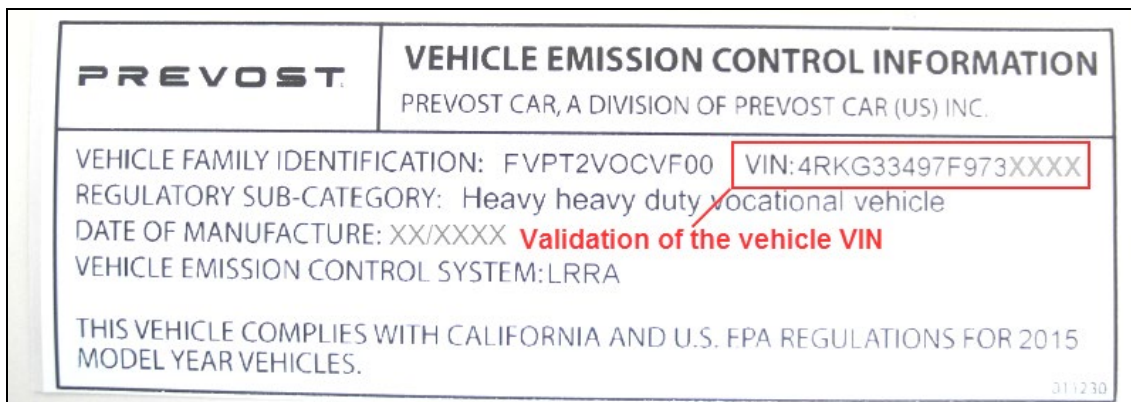 PREVOST
VEHICLE EMISSION CONTROL INFORMATION
PREVOST CAR, A DIVISION OF PREVOST CAR (US) INC.
VEHICLE FAMILY IDENTIFICATION: FVPT2VOCVF00 VIN:4RKG33497F973XXXX
REGULATORY SUB-CATEGORY: Heavy heavy duty vocational vehicle
DATE OF MANUFACTURE: XX/XXXX Validation of the vehicle VIN
VEHICLE EMISSION CONTROL SYSTEM:LRRA
THIS VEHICLE COMPLIES WITH CALIFORNIA AND U.S. EPA REGULATIONS FOR 2015
MODEL YEAR VEHICLES.
011230